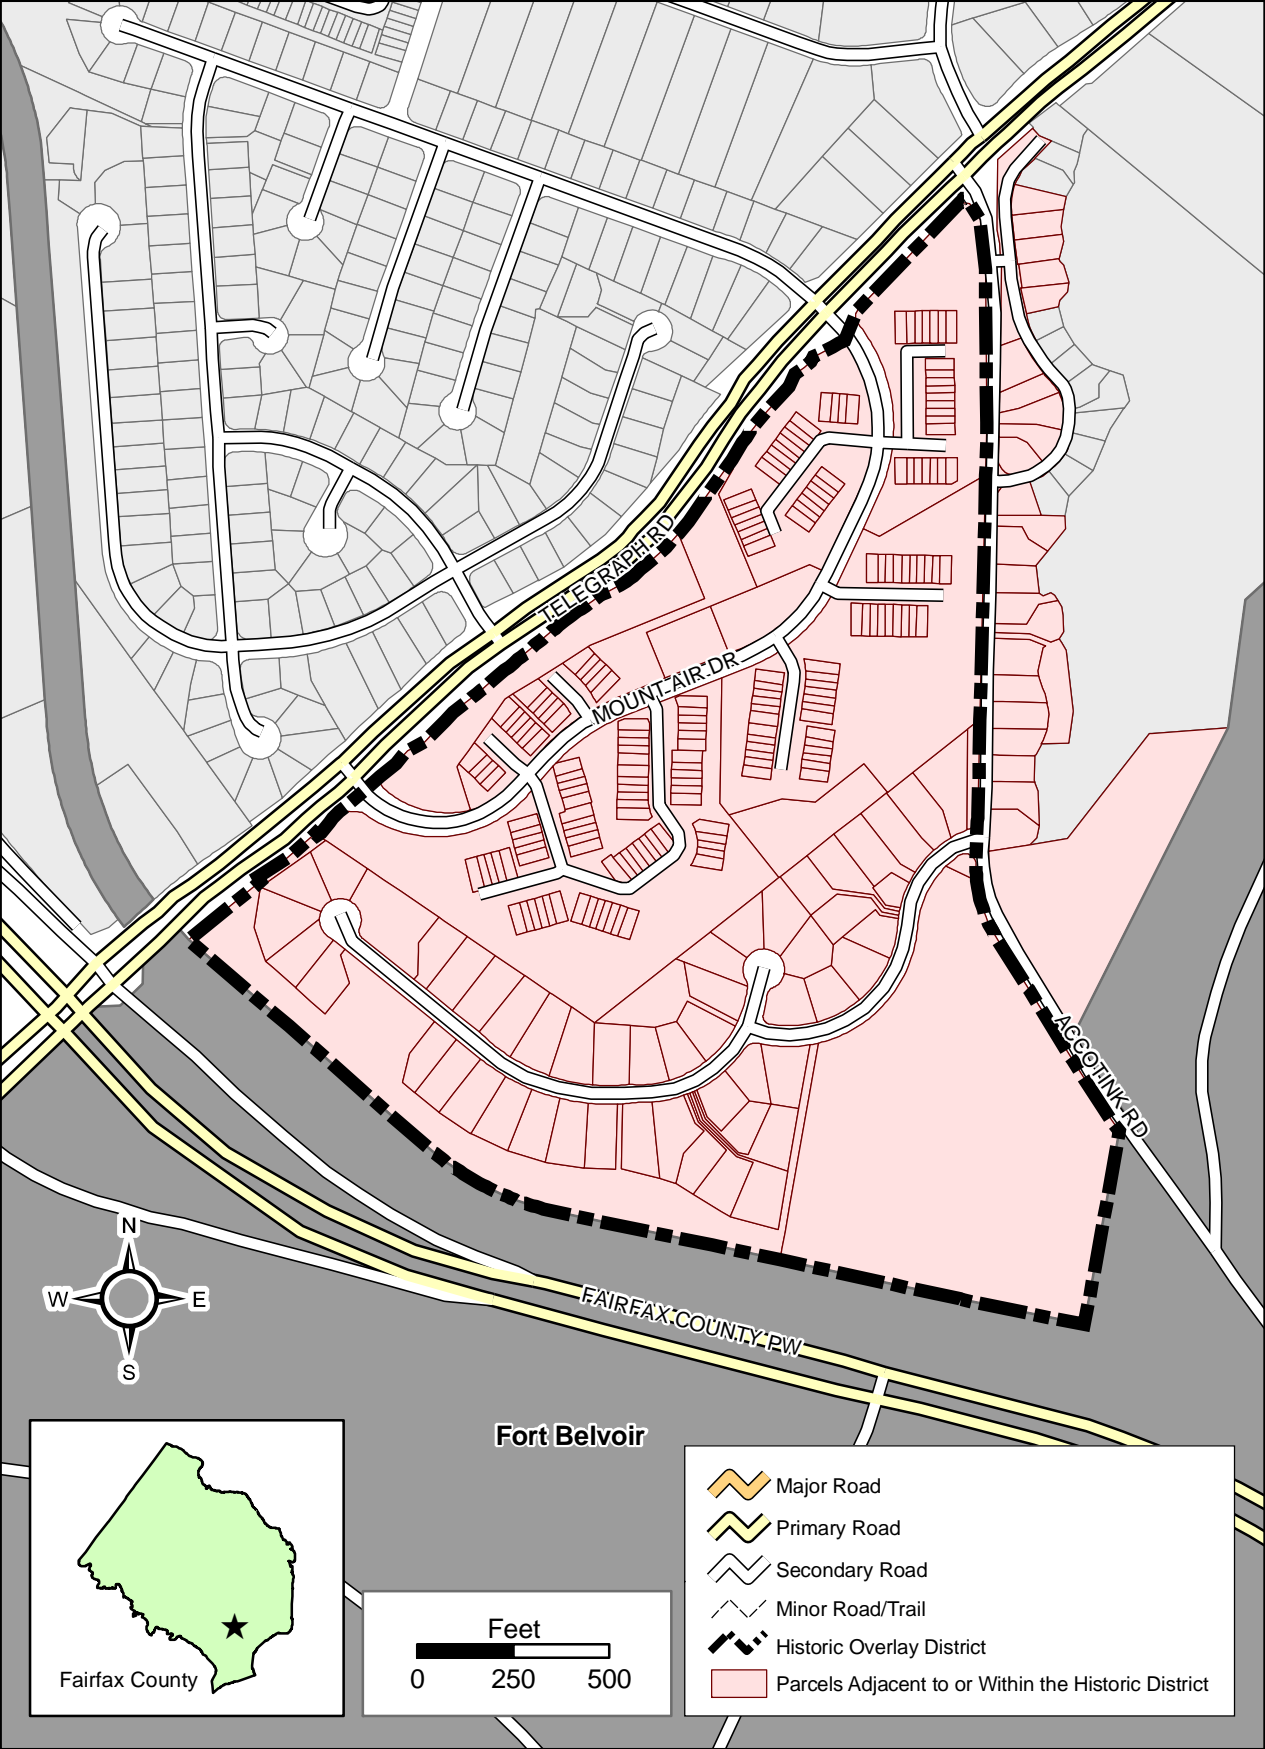 TELEGRAPH RD
MOUNT AIR DR
ACCOTINK RD
N
W
E
S
FAIRFAX COUNTY PW
Fort Belvoir
Fairfax County
Feet
0 250 500
Major Road
Primary Road
Secondary Road
Minor Road/Trail
Historic Overlay District
Parcels Adjacent to or Within the Historic District